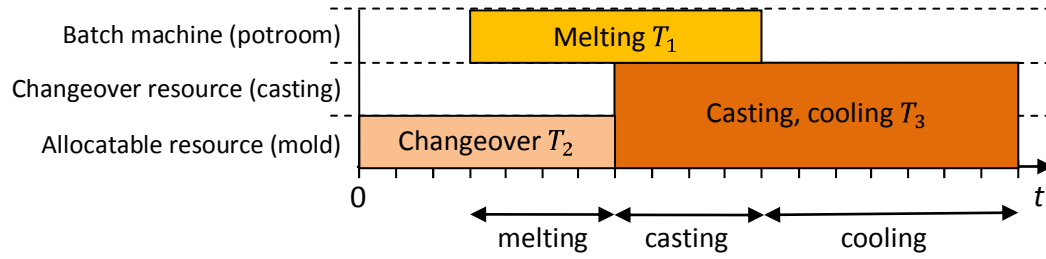 Batch machine (potroom)
Melting T₁
Changeover resource (casting)
Casting, cooling T₃
Allocatable resource (mold)
Changeover T₂
0
t
melting
casting
cooling